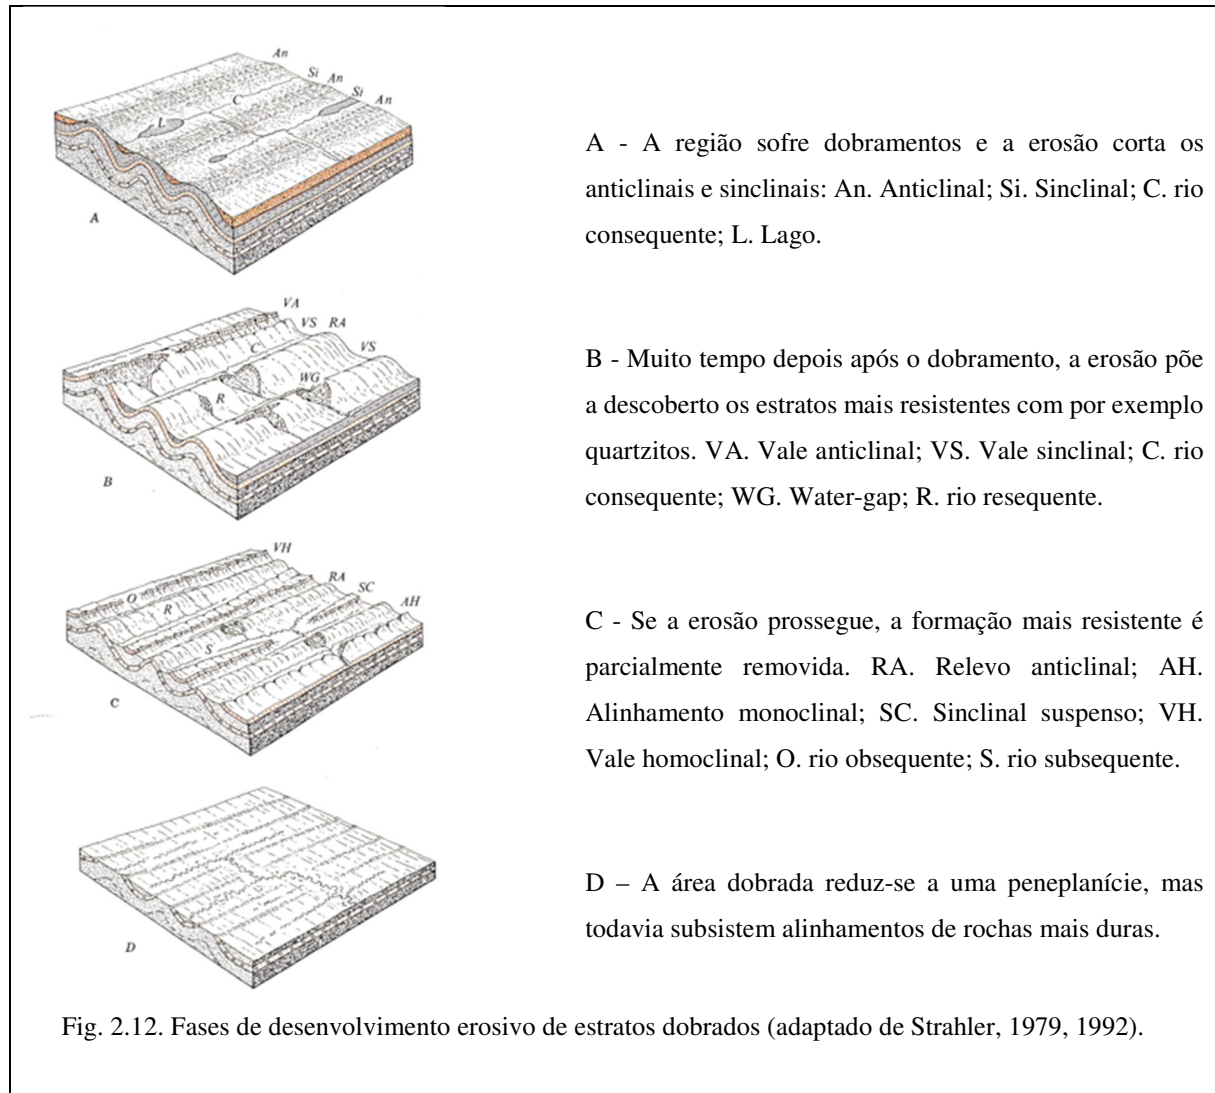 An
Si
An
Si
An
C
L
A
A - A região sofre dobramentos e a erosão corta os
anticlinais e sinclinais: An. Anticlinal; Si. Sinclinal; C. rio
consequente; L. Lago.
VA
VS
RA
VS
C
WG
R
B
B - Muito tempo depois após o dobramento, a erosão põe
a descoberto os estratos mais resistentes com por exemplo
quartzitos. VA. Vale anticlinal; VS. Vale sinclinal; C. rio
consequente; WG. Water-gap; R. rio resequente.
VH
RA
SC
AH
O
R
S
C
C - Se a erosão prossegue, a formação mais resistente é
parcialmente removida. RA. Relevo anticlinal; AH.
Alinhamento monoclinal; SC. Sinclinal suspenso; VH.
Vale homoclinal; O. rio obsequente; S. rio subsequente.
D
D – A área dobrada reduz-se a uma peneplanície, mas
todavia subsistem alinhamentos de rochas mais duras.
Fig. 2.12. Fases de desenvolvimento erosivo de estratos dobrados (adaptado de Strahler, 1979, 1992).